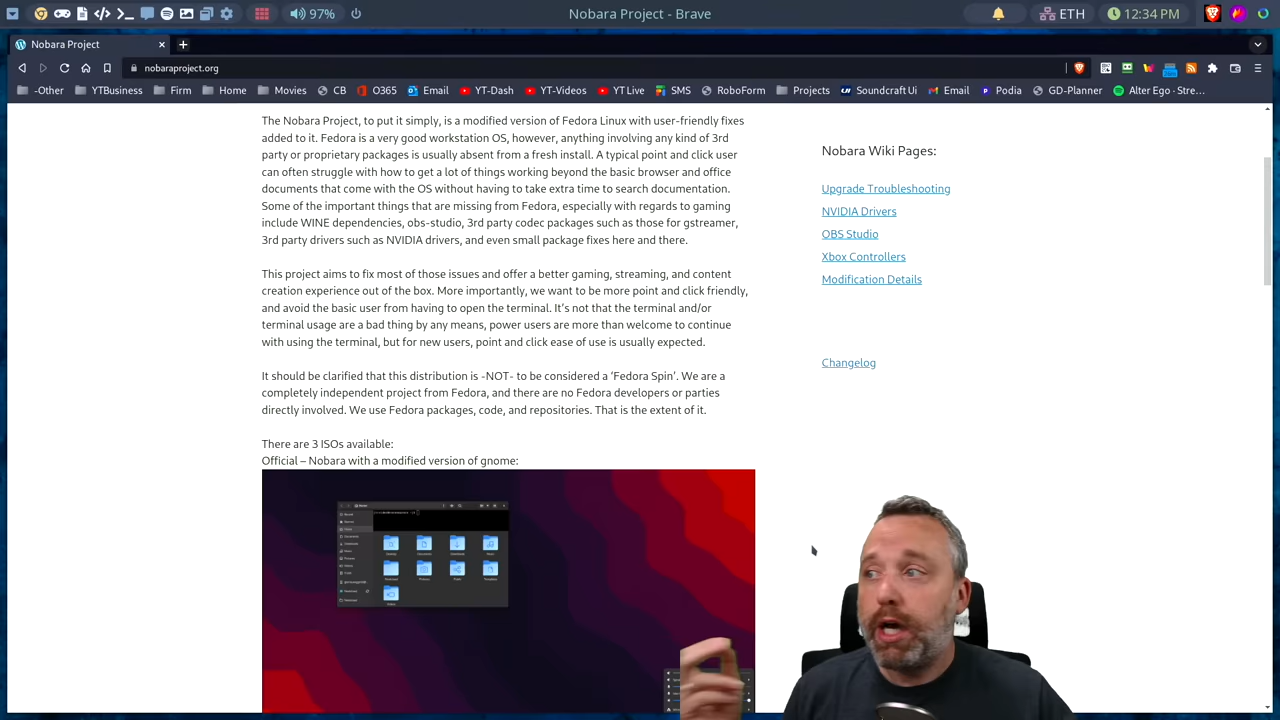 97%
Nobara Project - Brave
ETH
12:34 PM
Nobara Project
nobaraproject.org
-Other
YTBusiness
Firm
Home
Movies
CB
O365
Email
YT-Dash
YT-Videos
YT Live
SMS
RoboForm
Projects
Soundcraft Ui
Email
Podia
GD-Planner
Alter Ego - Stre...
The Nobara Project, to put it simply, is a modified version of Fedora Linux with user-friendly fixes
added to it. Fedora is a very good workstation OS, however, anything involving any kind of 3rd
party or proprietary packages is usually absent from a fresh install. A typical point and click user
can often struggle with how to get a lot of things working beyond the basic browser and office
documents that come with the OS without having to take extra time to search documentation.
Some of the important things that are missing from Fedora, especially with regards to gaming
include WINE dependencies, obs-studio, 3rd party codec packages such as those for gstreamer,
3rd party drivers such as NVIDIA drivers, and even small package fixes here and there.
This project aims to fix most of those issues and offer a better gaming, streaming, and content
creation experience out of the box. More importantly, we want to be more point and click friendly,
and avoid the basic user from having to open the terminal. It’s not that the terminal and/or
terminal usage are a bad thing by any means, power users are more than welcome to continue
with using the terminal, but for new users, point and click ease of use is usually expected.
It should be clarified that this distribution is -NOT- to be considered a ‘Fedora Spin’. We are a
completely independent project from Fedora, and there are no Fedora developers or parties
directly involved. We use Fedora packages, code, and repositories. That is the extent of it.
There are 3 ISOs available:
Official – Nobara with a modified version of gnome:
Nobara Wiki Pages:
Upgrade Troubleshooting
NVIDIA Drivers
OBS Studio
Xbox Controllers
Modification Details
Changelog